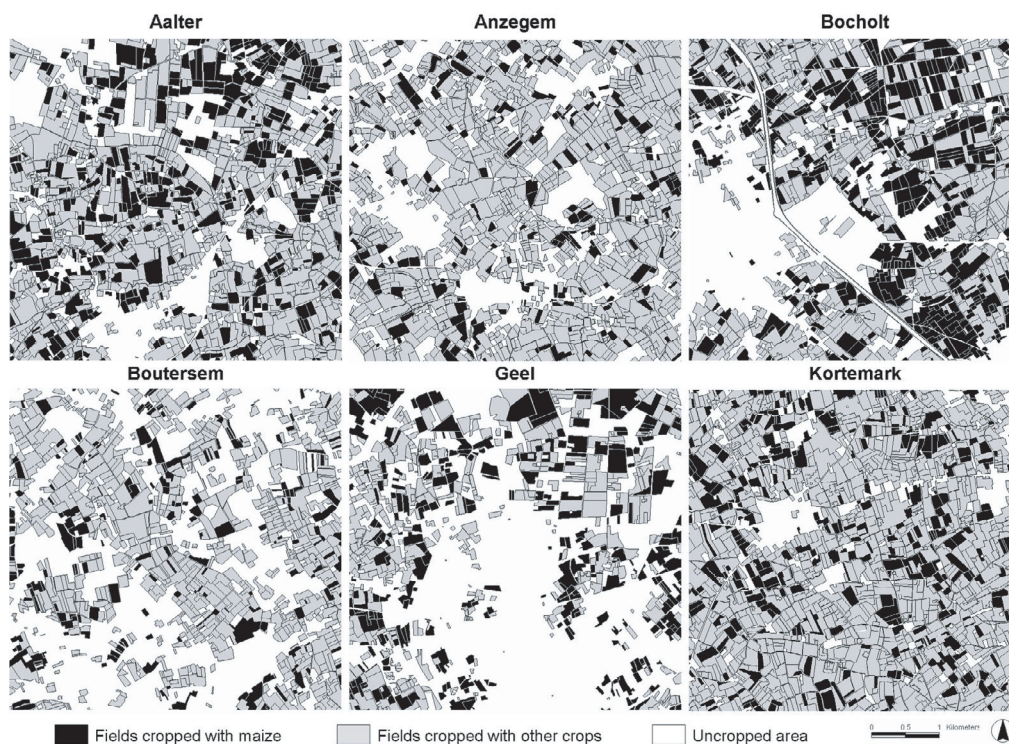 Aalter Anzegem Bocholt
Boutersem Geel Kortemark
Fields cropped with maize Fields cropped with other crops Uncropped area
0 0.5 1 Kilometers